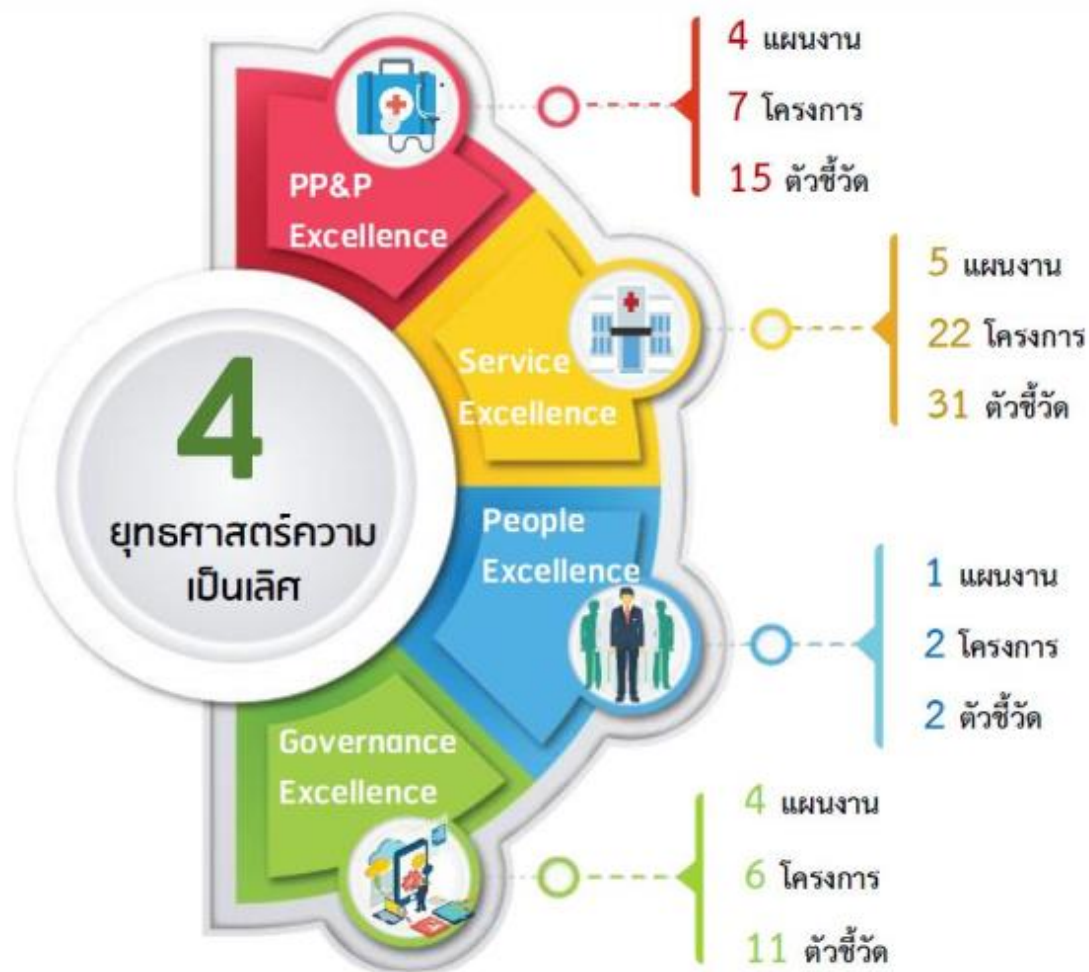 4
ยุทธศาสตร์ความ
เป็นเลิศ
PP&P
Excellence
4 แผนงาน
7 โครงการ
15 ตัวชี้วัด
Service
Excellence
5 แผนงาน
22 โครงการ
31 ตัวชี้วัด
People
Excellence
1 แผนงาน
2 โครงการ
2 ตัวชี้วัด
Governance
Excellence
4 แผนงาน
6 โครงการ
11 ตัวชี้วัด